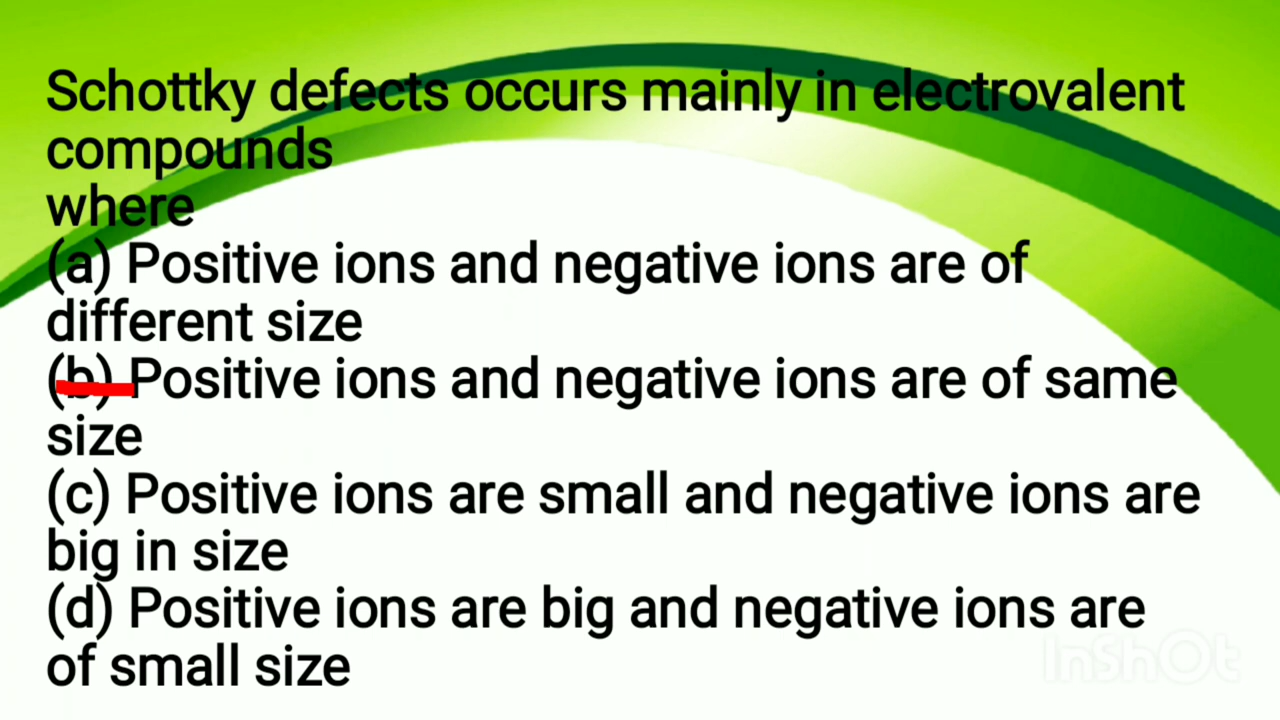 Schottky defects occurs mainly in electrovalent
compounds
where
(a) Positive ions and negative ions are of
different size
(b) Positive ions and negative ions are of same
size
(c) Positive ions are small and negative ions are
big in size
(d) Positive ions are big and negative ions are
of small size
InShOt